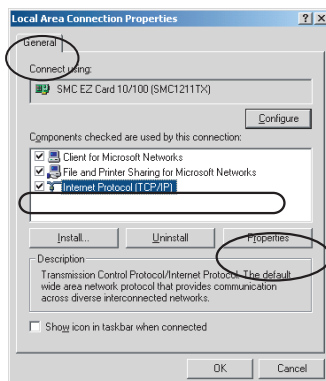 Local Area Connection Properties
General
Connect using:
SMC EZ Card 10/100 (SMC1211TX)
Configure
Components checked are used by this connection:
Client for Microsoft Networks
File and Printer Sharing for Microsoft Networks
Internet Protocol (TCP/IP)
Install... Uninstall Properties
Description
Transmission Control Protocol/Internet Protocol. The default
wide area network protocol that provides communication
across diverse interconnected networks.
Show icon in taskbar when connected
OK Cancel